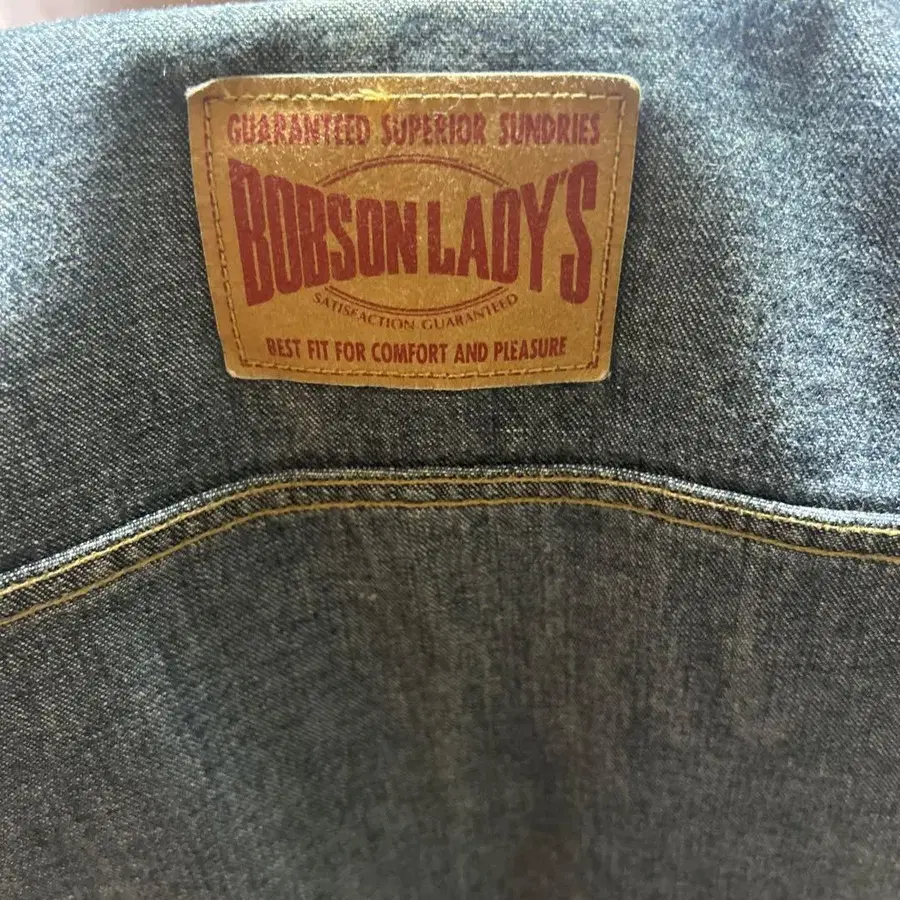 GUARANTEED SUPERIOR SUNDRIES
BOBSON LADY'S
SATISFACTION GUARANTEED
BEST FIT FOR COMFORT AND PLEASURE